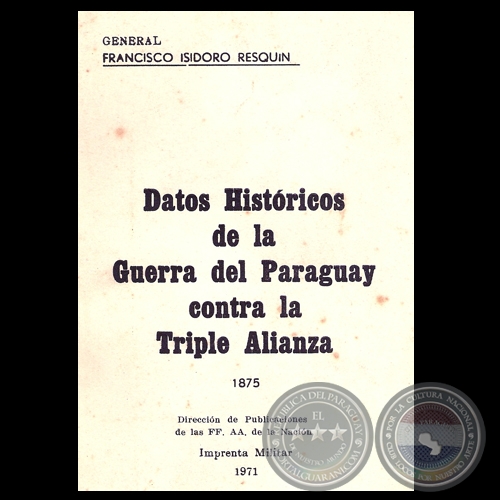 GENERAL
FRANCISCO ISIDORO RESQUIN
Datos Históricos
de la
Guerra del Paraguay
contra la
Triple Alianza
1875
Dirección de Publicaciones
de las FF. AA. de la Nación
Imprenta Militar
1971